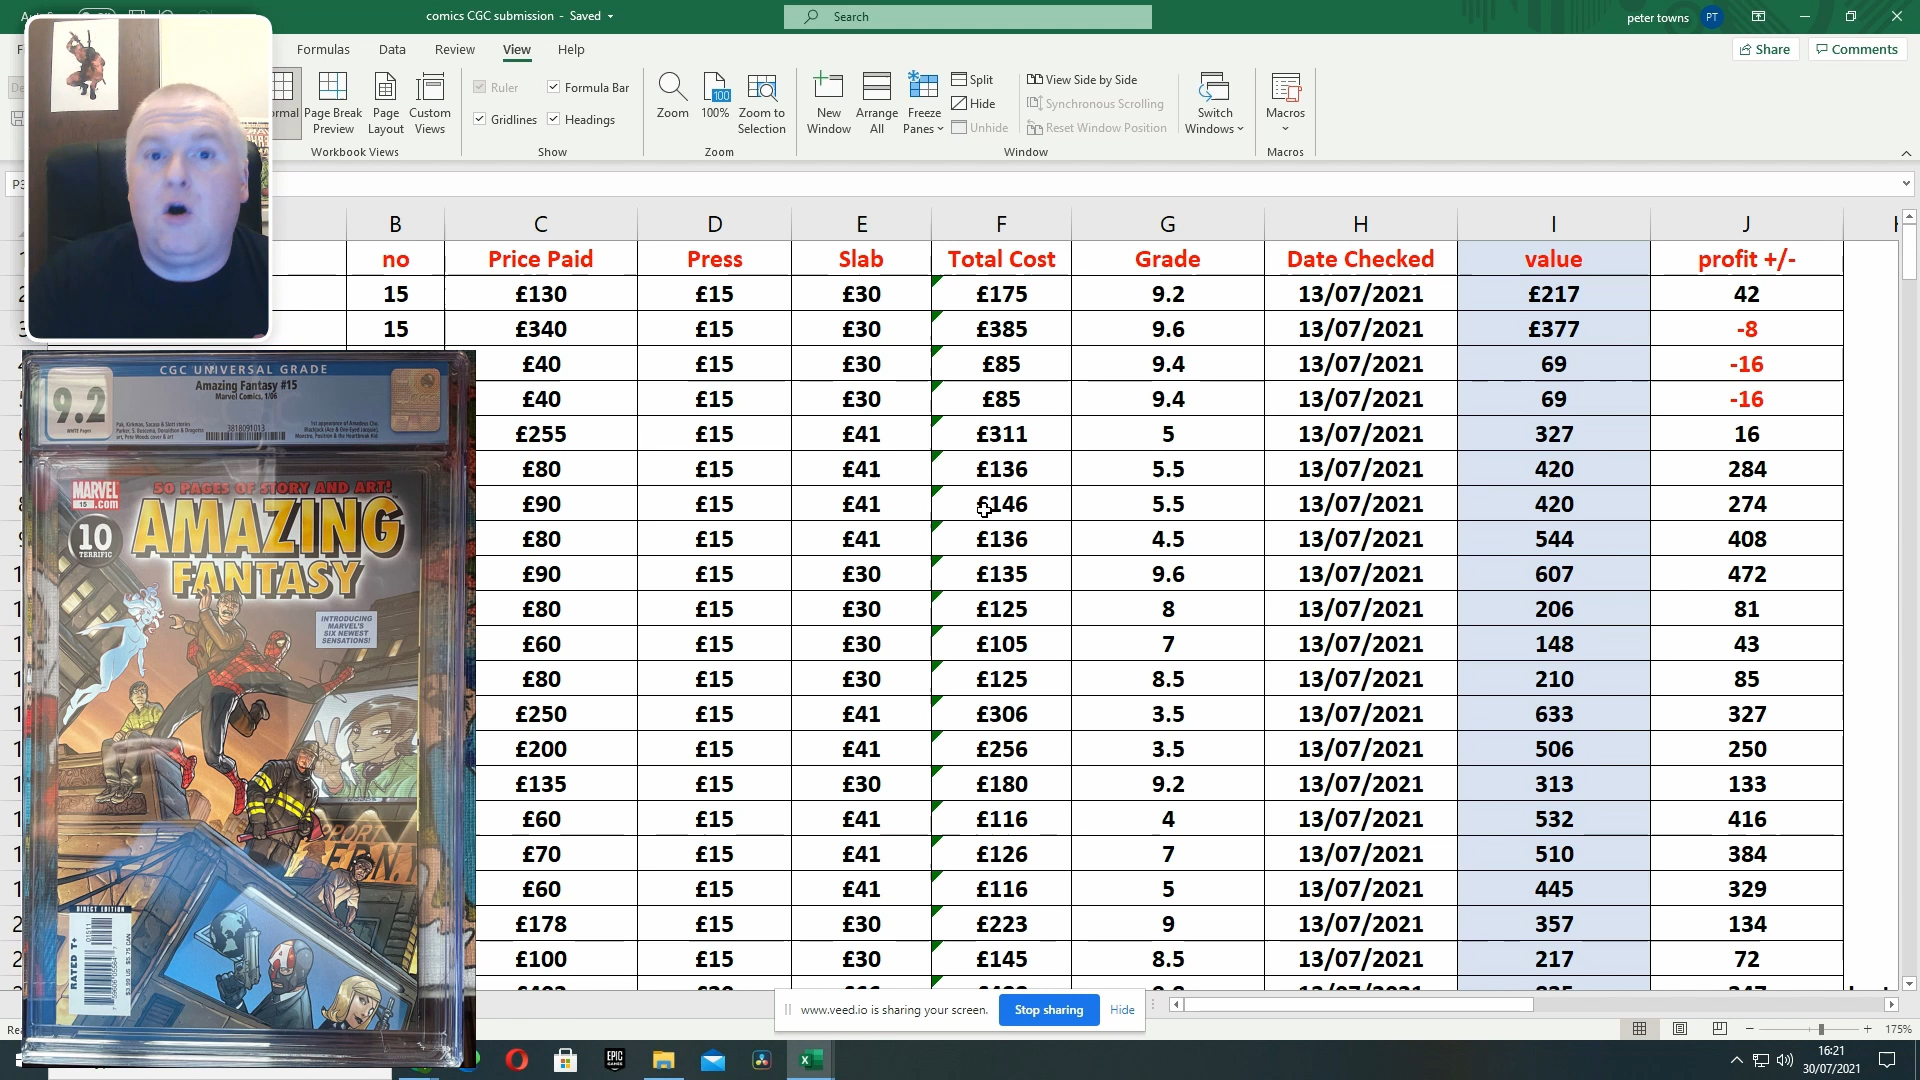 comics CGC submission - Saved
Search
peter towns
PT
Formulas
Data
Review
View
Help
Share
Comments
Page Break Preview
Page Layout
Custom Views
Workbook Views
Ruler
Formula Bar
Gridlines
Headings
Show
Zoom
100
100%
Zoom to Selection
Zoom
New Window
Arrange All
Freeze Panes
Split
Hide
Unhide
View Side by Side
Synchronous Scrolling
Reset Window Position
Window
Switch Windows
Macros
Macros
B C D E F G H I J
no Price Paid Press Slab Total Cost Grade Date Checked value profit +/-
15 £130 £15 £30 £175 9.2 13/07/2021 £217 42
15 £340 £15 £30 £385 9.6 13/07/2021 £377 -8
£40 £15 £30 £85 9.4 13/07/2021 69 -16
£40 £15 £30 £85 9.4 13/07/2021 69 -16
£255 £15 £41 £311 5 13/07/2021 327 16
£80 £15 £41 £136 5.5 13/07/2021 420 284
£90 £15 £41 £146 5.5 13/07/2021 420 274
£80 £15 £41 £136 4.5 13/07/2021 544 408
£90 £15 £30 £135 9.6 13/07/2021 607 472
£80 £15 £30 £125 8 13/07/2021 206 81
£60 £15 £30 £105 7 13/07/2021 148 43
£80 £15 £30 £125 8.5 13/07/2021 210 85
£250 £15 £41 £306 3.5 13/07/2021 633 327
£200 £15 £41 £256 3.5 13/07/2021 506 250
£135 £15 £30 £180 9.2 13/07/2021 313 133
£60 £15 £41 £116 4 13/07/2021 532 416
£70 £15 £41 £126 7 13/07/2021 510 384
£60 £15 £41 £116 5 13/07/2021 445 329
£178 £15 £30 £223 9 13/07/2021 357 134
£100 £15 £30 £145 8.5 13/07/2021 217 72
CGC UNIVERSAL GRADE
Amazing Fantasy #15
Marvel Comics, 1/06
9.2
WHITE Pages
3818091013
MARVEL
.com
15
50 PAGES OF STORY AND ART!
AMAZING
FANTASY
10
TERRIFIC
INTRODUCING
MARVEL'S
SIX NEWEST
SENSATIONS!
DIRECT EDITION
RATED T+
www.veed.io is sharing your screen.
Stop sharing
Hide
175%
EPIC
GAMES
16:21
30/07/2021